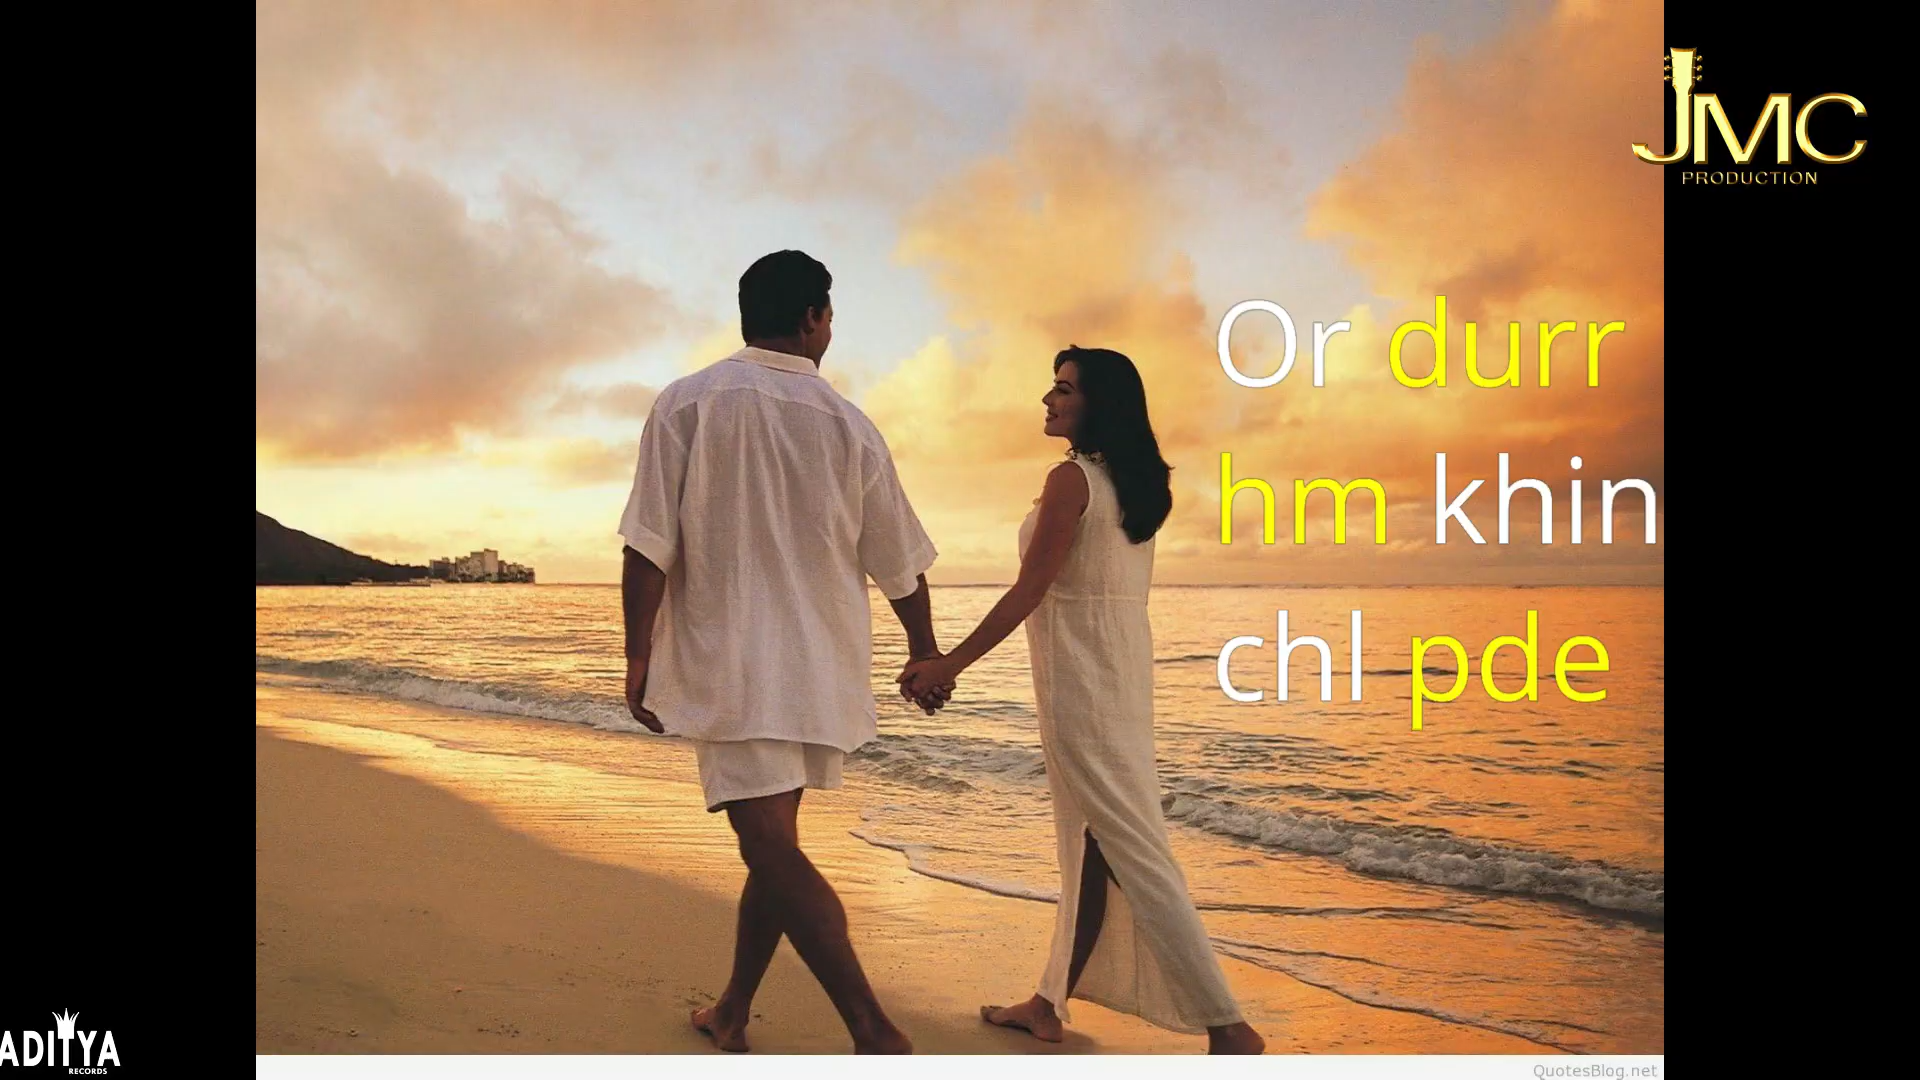 JMC
PRODUCTION
Or durr
hm khin
chl pde
ADITYA
RECORDS
QuotesBlog.net